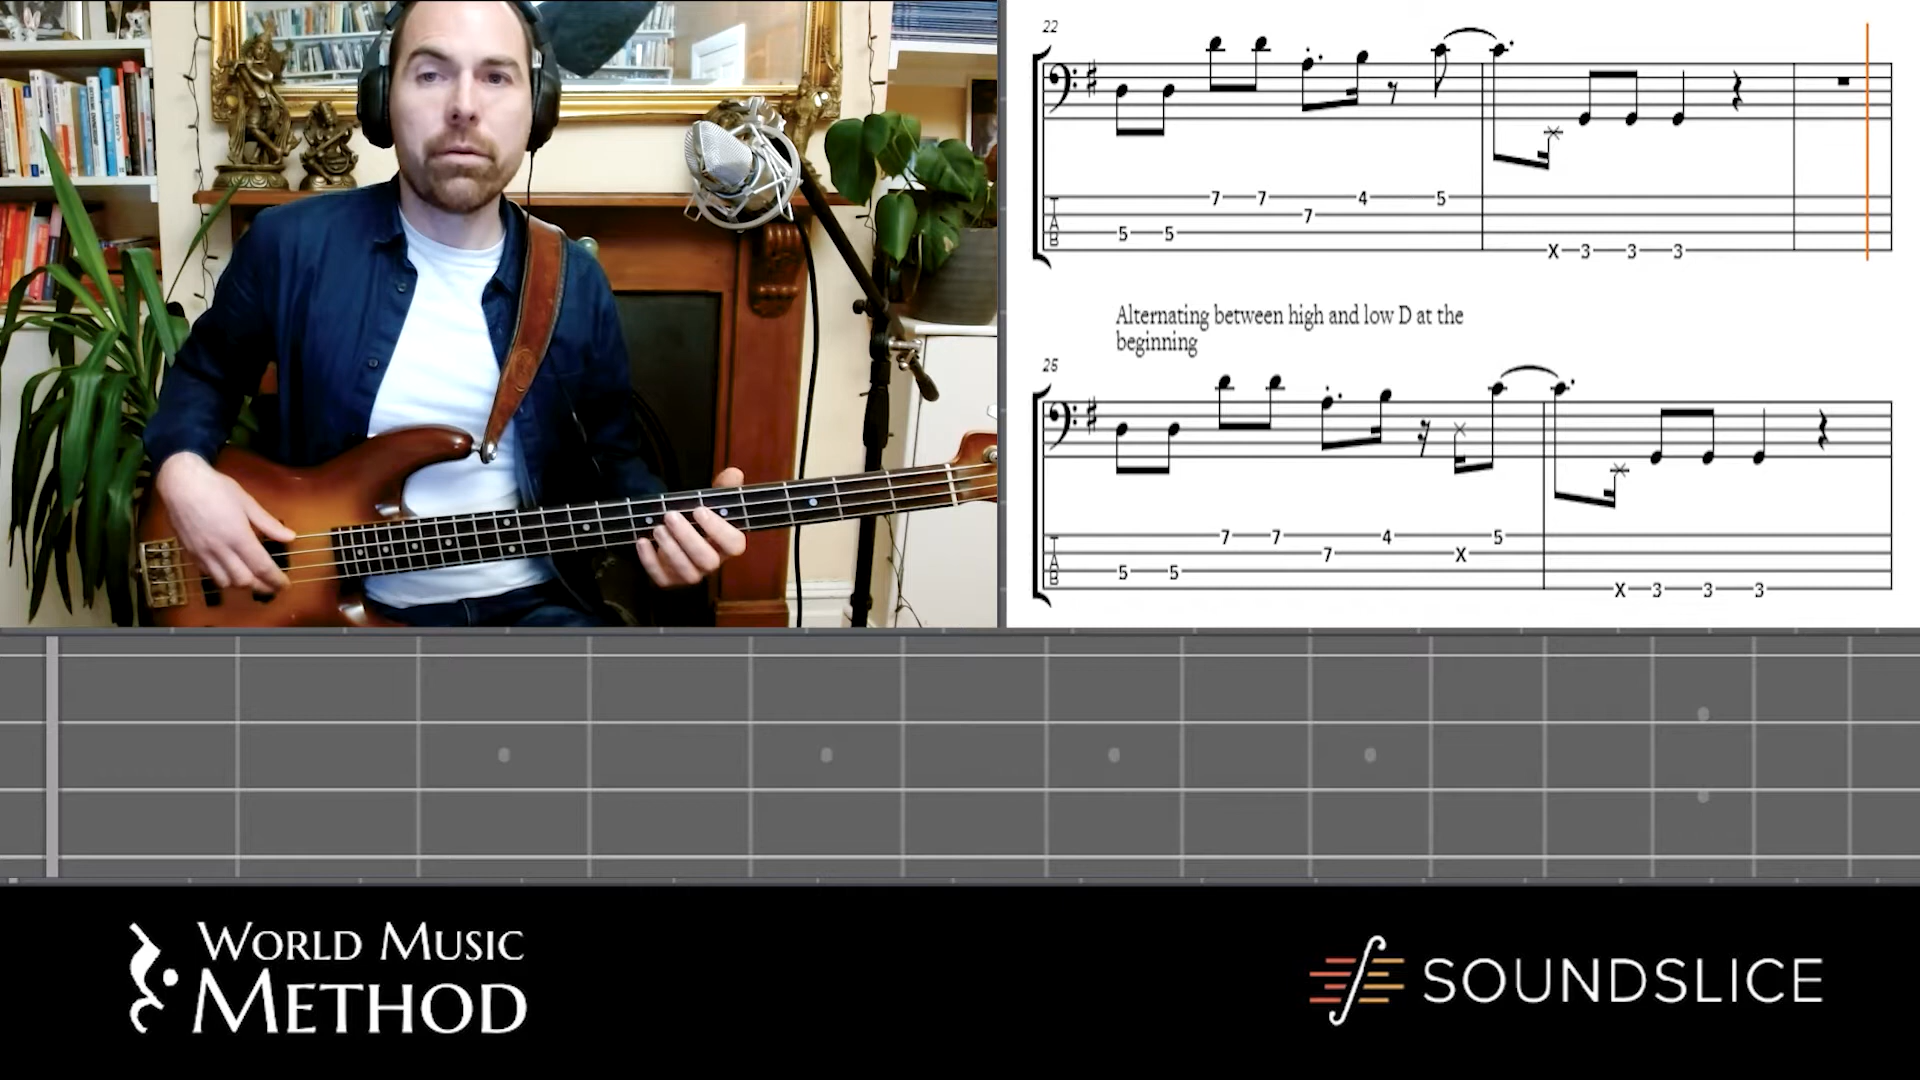 22
7 7 4 5
7
5 5
X 3 3 3
Alternating between high and low D at the
beginning
25
7 7 4 5
7 X
5 5
X 3 3 3
WORLD MUSIC
METHOD
SOUNDSLICE